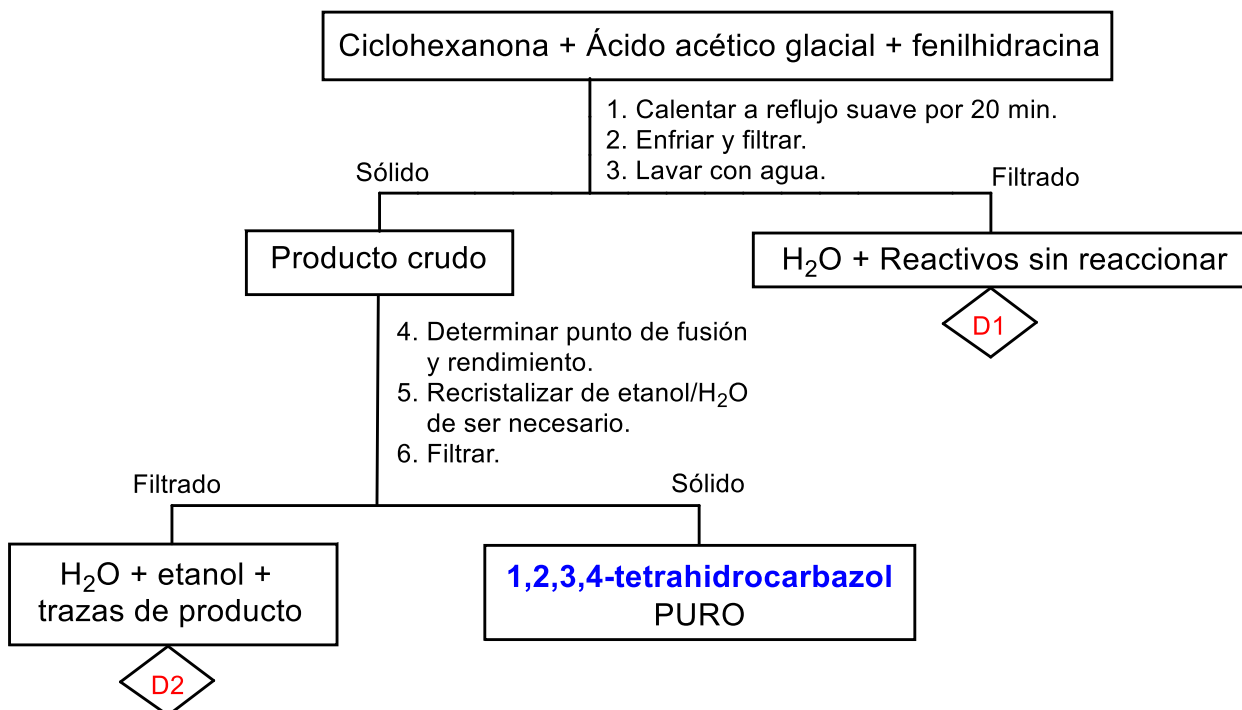 Ciclohexanona + Ácido acético glacial + fenilhidracina
1. Calentar a reflujo suave por 20 min.
2. Enfriar y filtrar.
3. Lavar con agua.
Sólido
Filtrado
Producto crudo
H₂O + Reactivos sin reaccionar
D1
4. Determinar punto de fusión
y rendimiento.
5. Recristalizar de etanol/H₂O
de ser necesario.
6. Filtrar.
Filtrado
Sólido
H₂O + etanol +
trazas de producto
1,2,3,4-tetrahidrocarbazol
PURO
D2